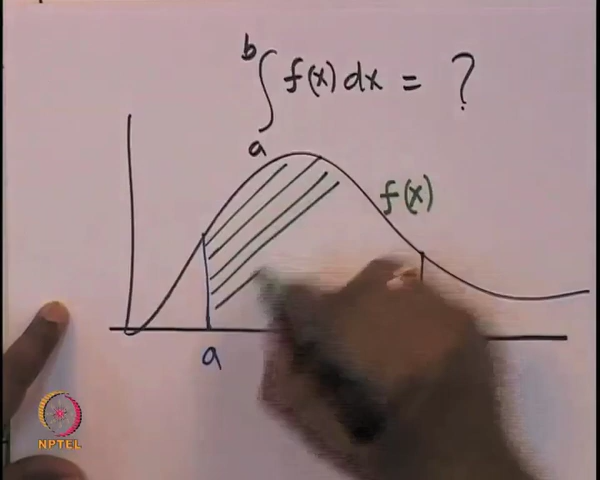 b
∫ f(x) dx = ?
a
f(x)
a
NPTEL